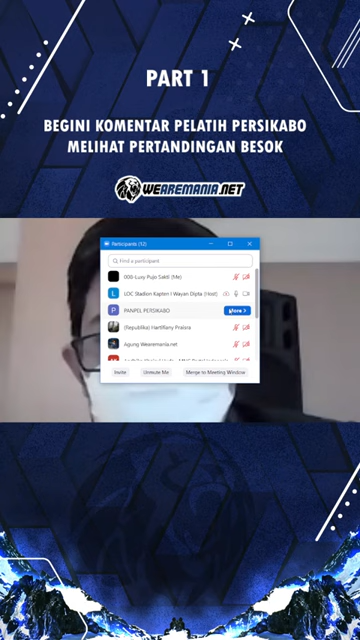 PART 1
BEGINI KOMENTAR PELATIH PERSIKABO
MELIHAT PERTANDINGAN BESOK
WEAREMANIA.NET
Participants (12)
Find a participant
006-Lusy Pujo Sakti (Me)
L
LOC Stadion Kapten I Wayan Dipta (Host)
P
PANPEL PERSIKABO
More
(Republika) Hartifiany Praisra
Agung Wearemania.net
Invite
Unmute Me
Merge to Meeting Window